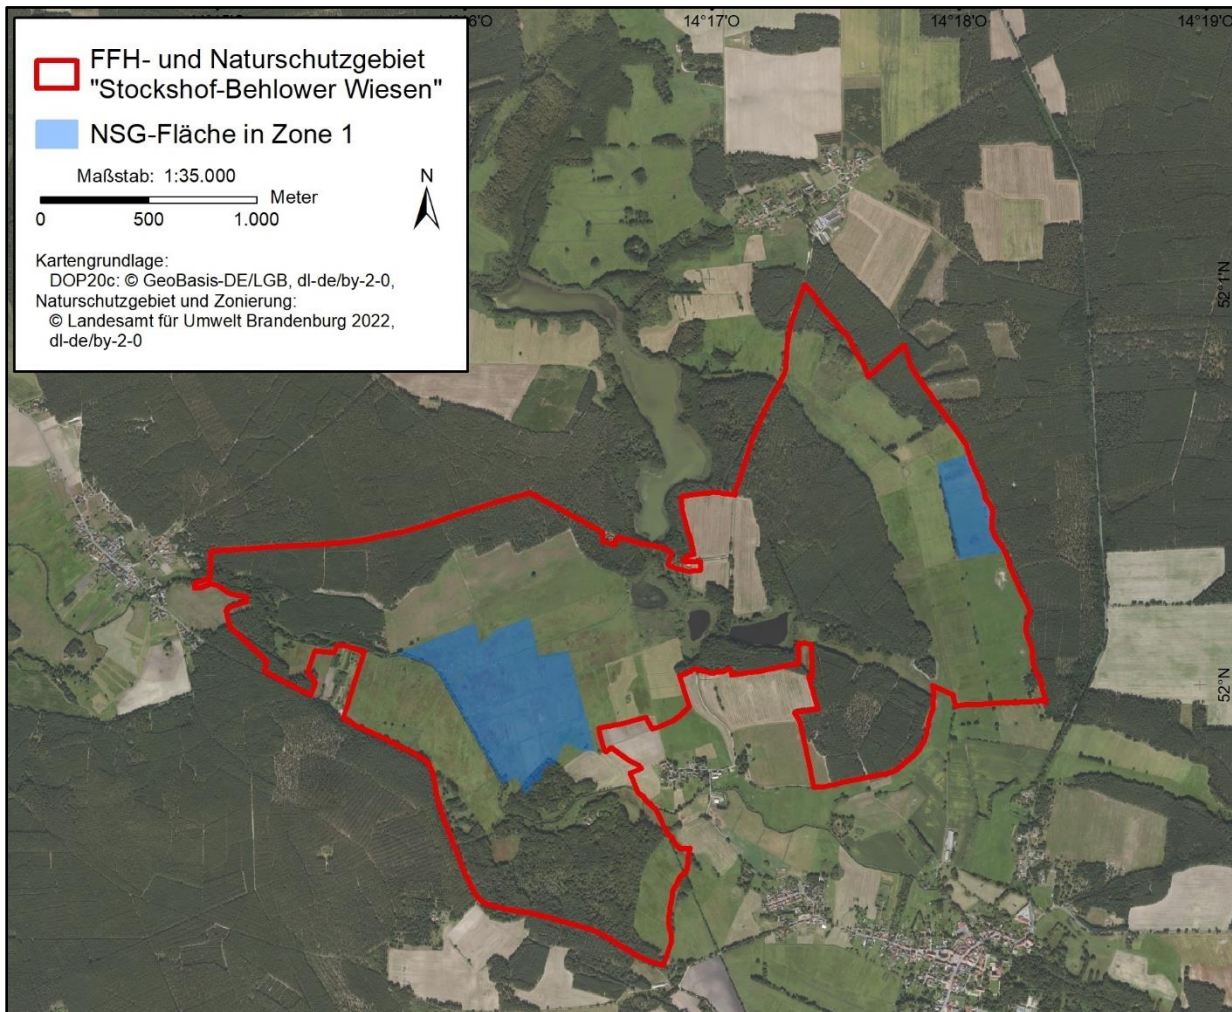 14°17'O
14°18'O
14°19'O
FFH- und Naturschutzgebiet
"Stockshof-Behlower Wiesen"
NSG-Fläche in Zone 1
Maßstab: 1:35.000
Meter
0 500 1.000
N
Kartengrundlage:
DOP20c: © GeoBasis-DE/LGB, dl-de/by-2-0,
Naturschutzgebiet und Zonierung:
© Landesamt für Umwelt Brandenburg 2022,
dl-de/by-2-0
52°1'N
52°N